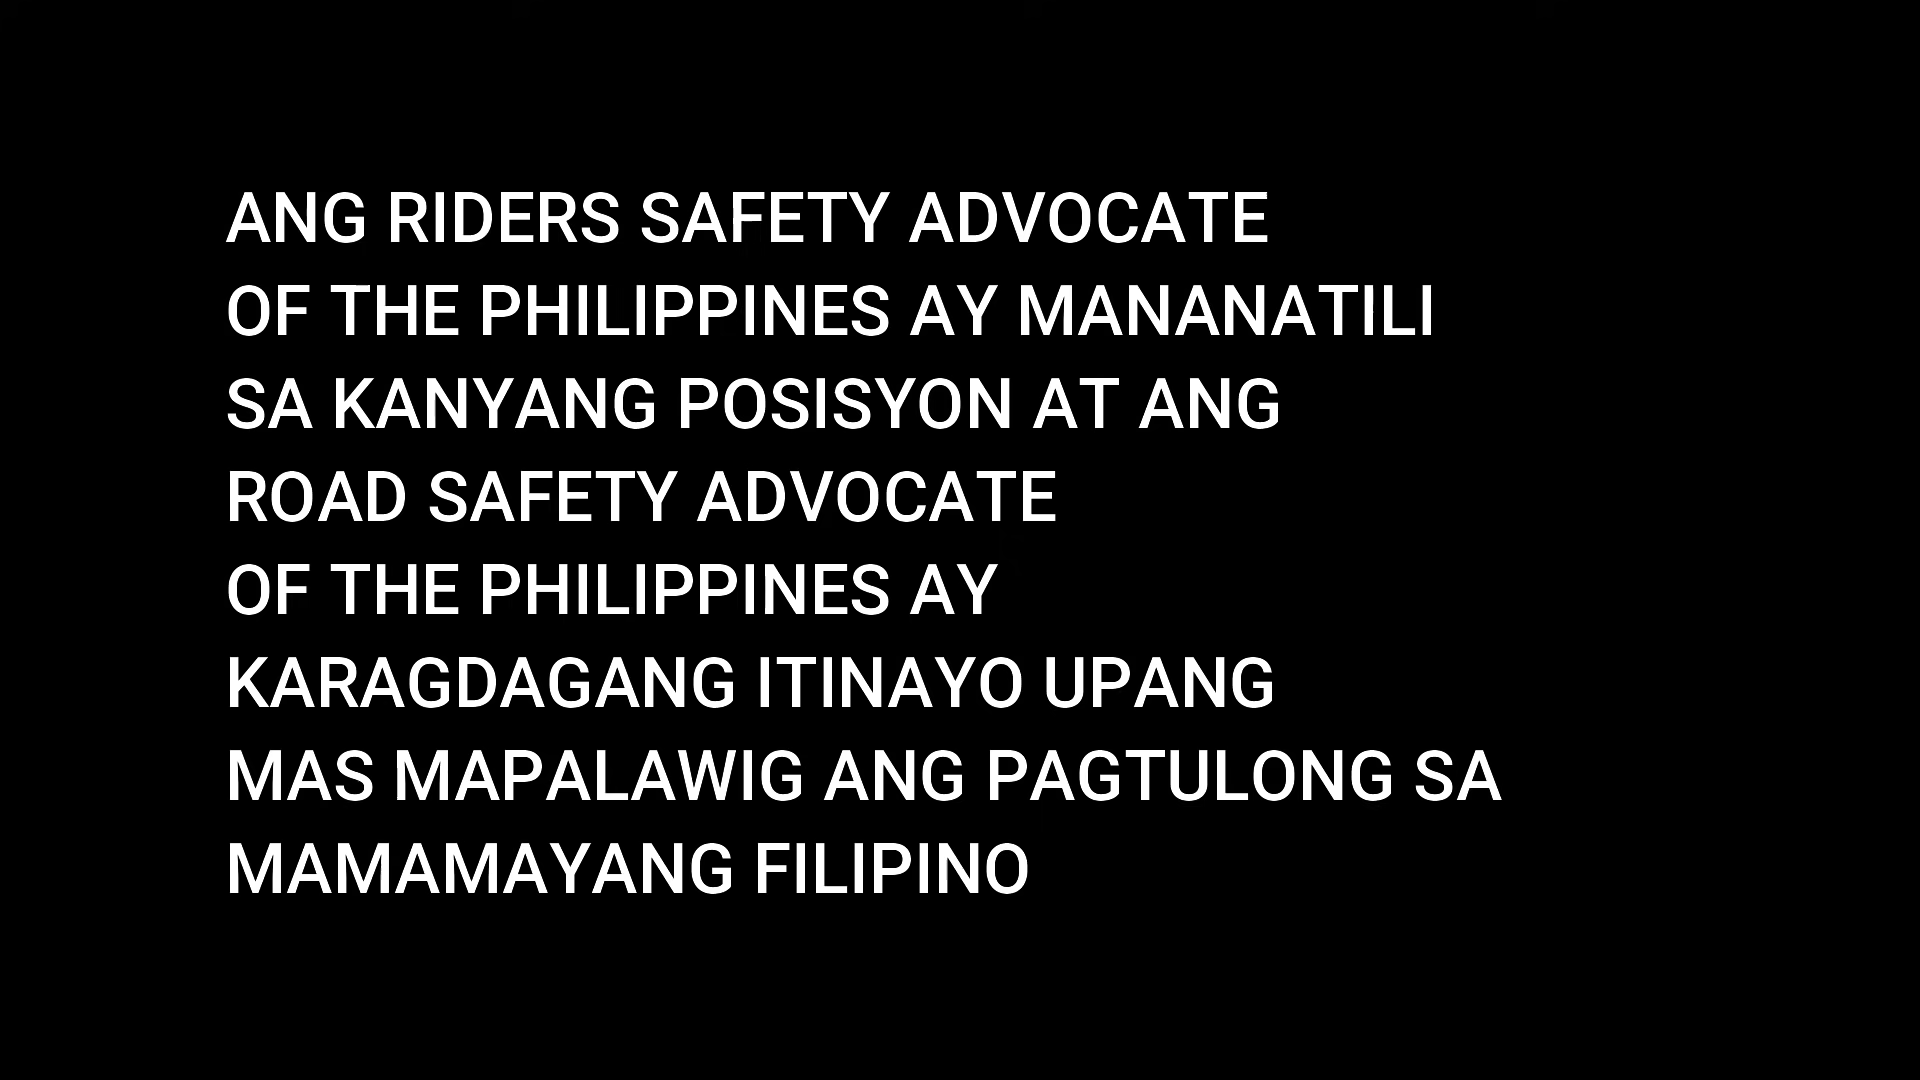 ANG RIDERS SAFETY ADVOCATE
OF THE PHILIPPINES AY MANANATILI
SA KANYANG POSISYON AT ANG
ROAD SAFETY ADVOCATE
OF THE PHILIPPINES AY
KARAGDAGANG ITINAYO UPANG
MAS MAPALAWIG ANG PAGTULONG SA
MAMAMAYANG FILIPINO